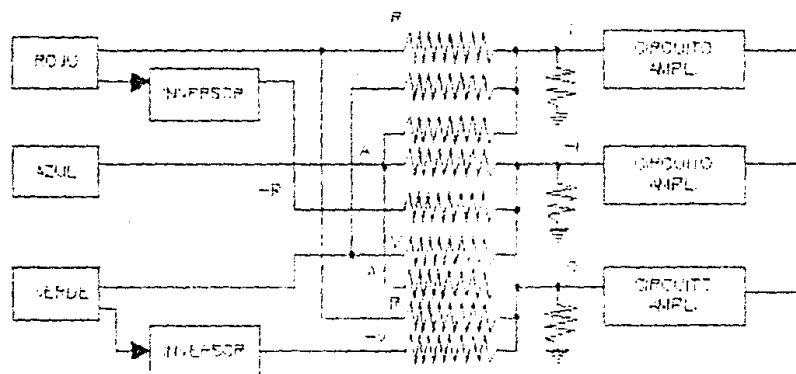 R
ROJO
CIRCUITO
AMPL.
INVERSOR
AZUL
A
CIRCUITO
AMPL.
-R
V
A
VERDE
R
Q
CIRCUITO
AMPL.
-V
INVERSOR